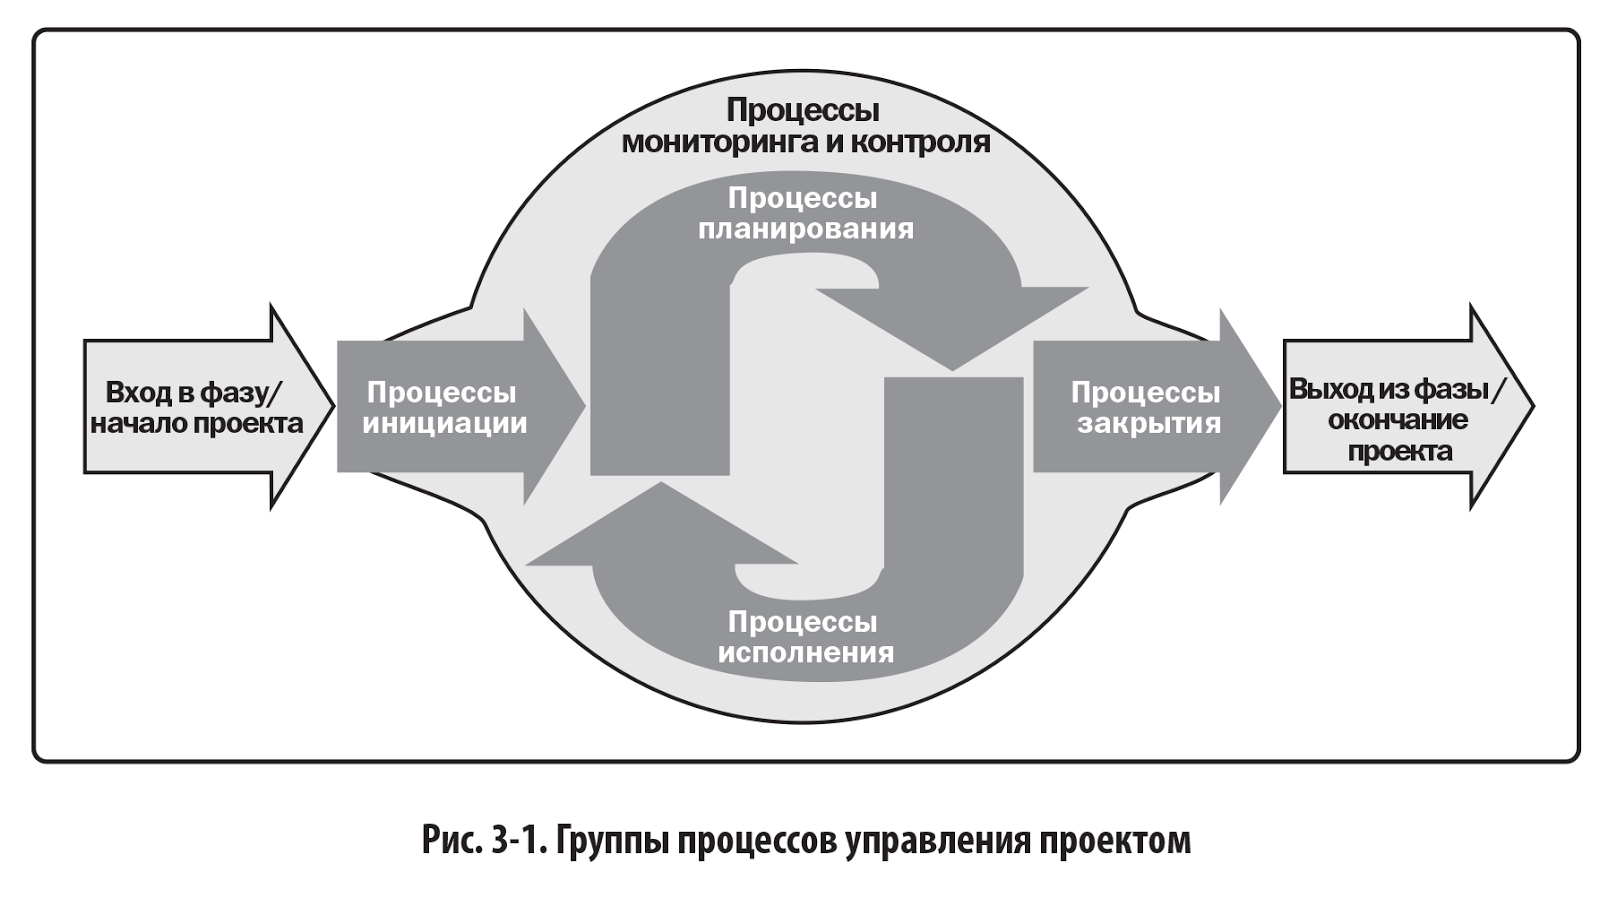 Процессы
мониторинга и контроля
Процессы
планирования
Вход в фазу/
начало проекта
Процессы
инициации
Процессы
закрытия
Выход из фазы/
окончание
проекта
Процессы
исполнения
Рис. 3-1. Группы процессов управления проектом